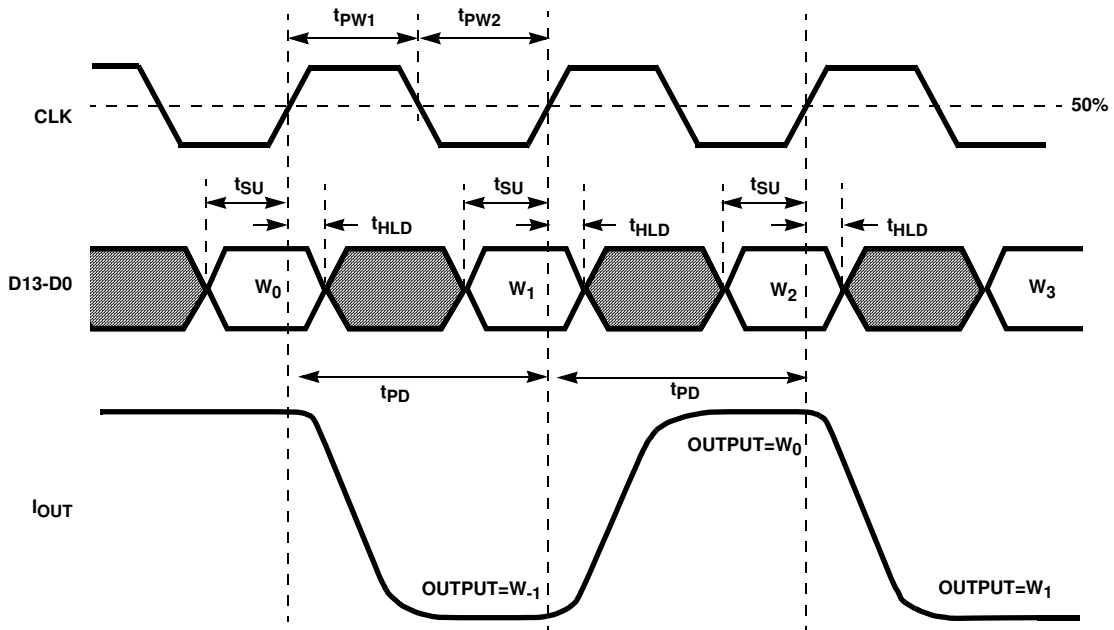 tPW1 tPW2
CLK
50%
tSU tSU tSU
tHLD tHLD tHLD
D13-D0
W0 W1 W2 W3
tPD tPD
OUTPUT=W0
IOUT
OUTPUT=W-1 OUTPUT=W1